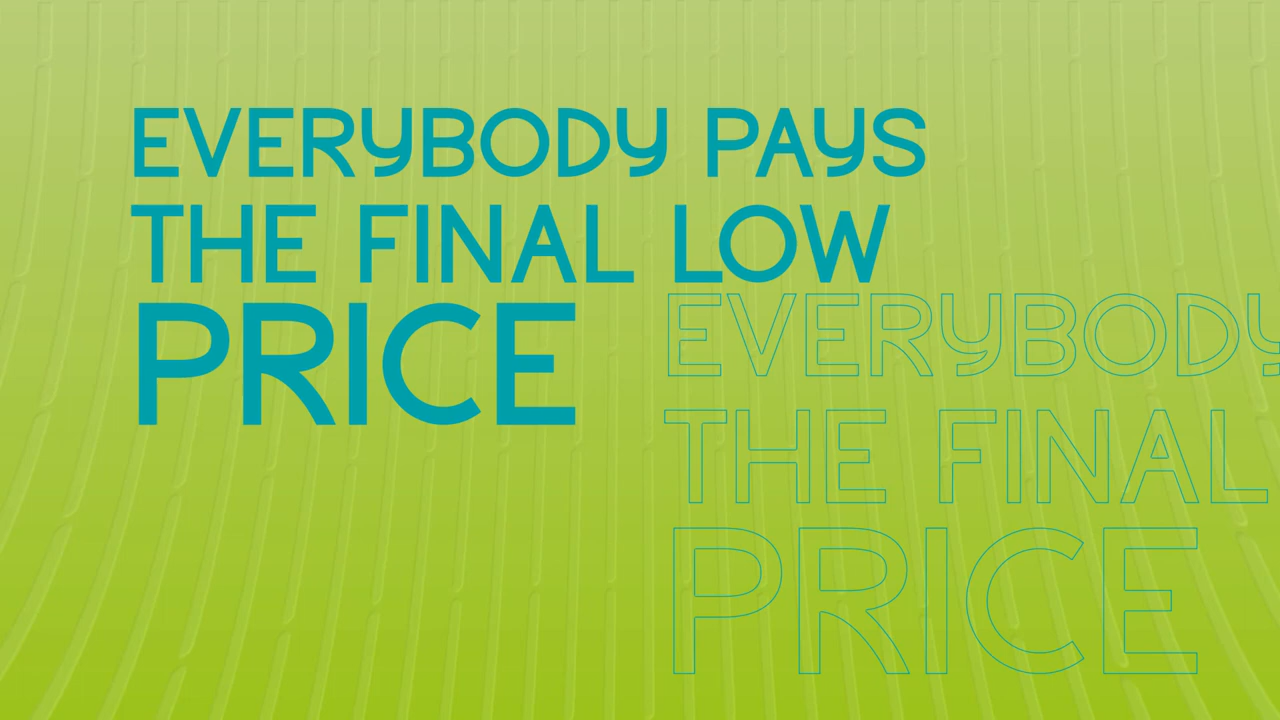 EVERYBODY PAYS
THE FINAL LOW
PRICE
EVERYBODY
THE FINAL
PRICE